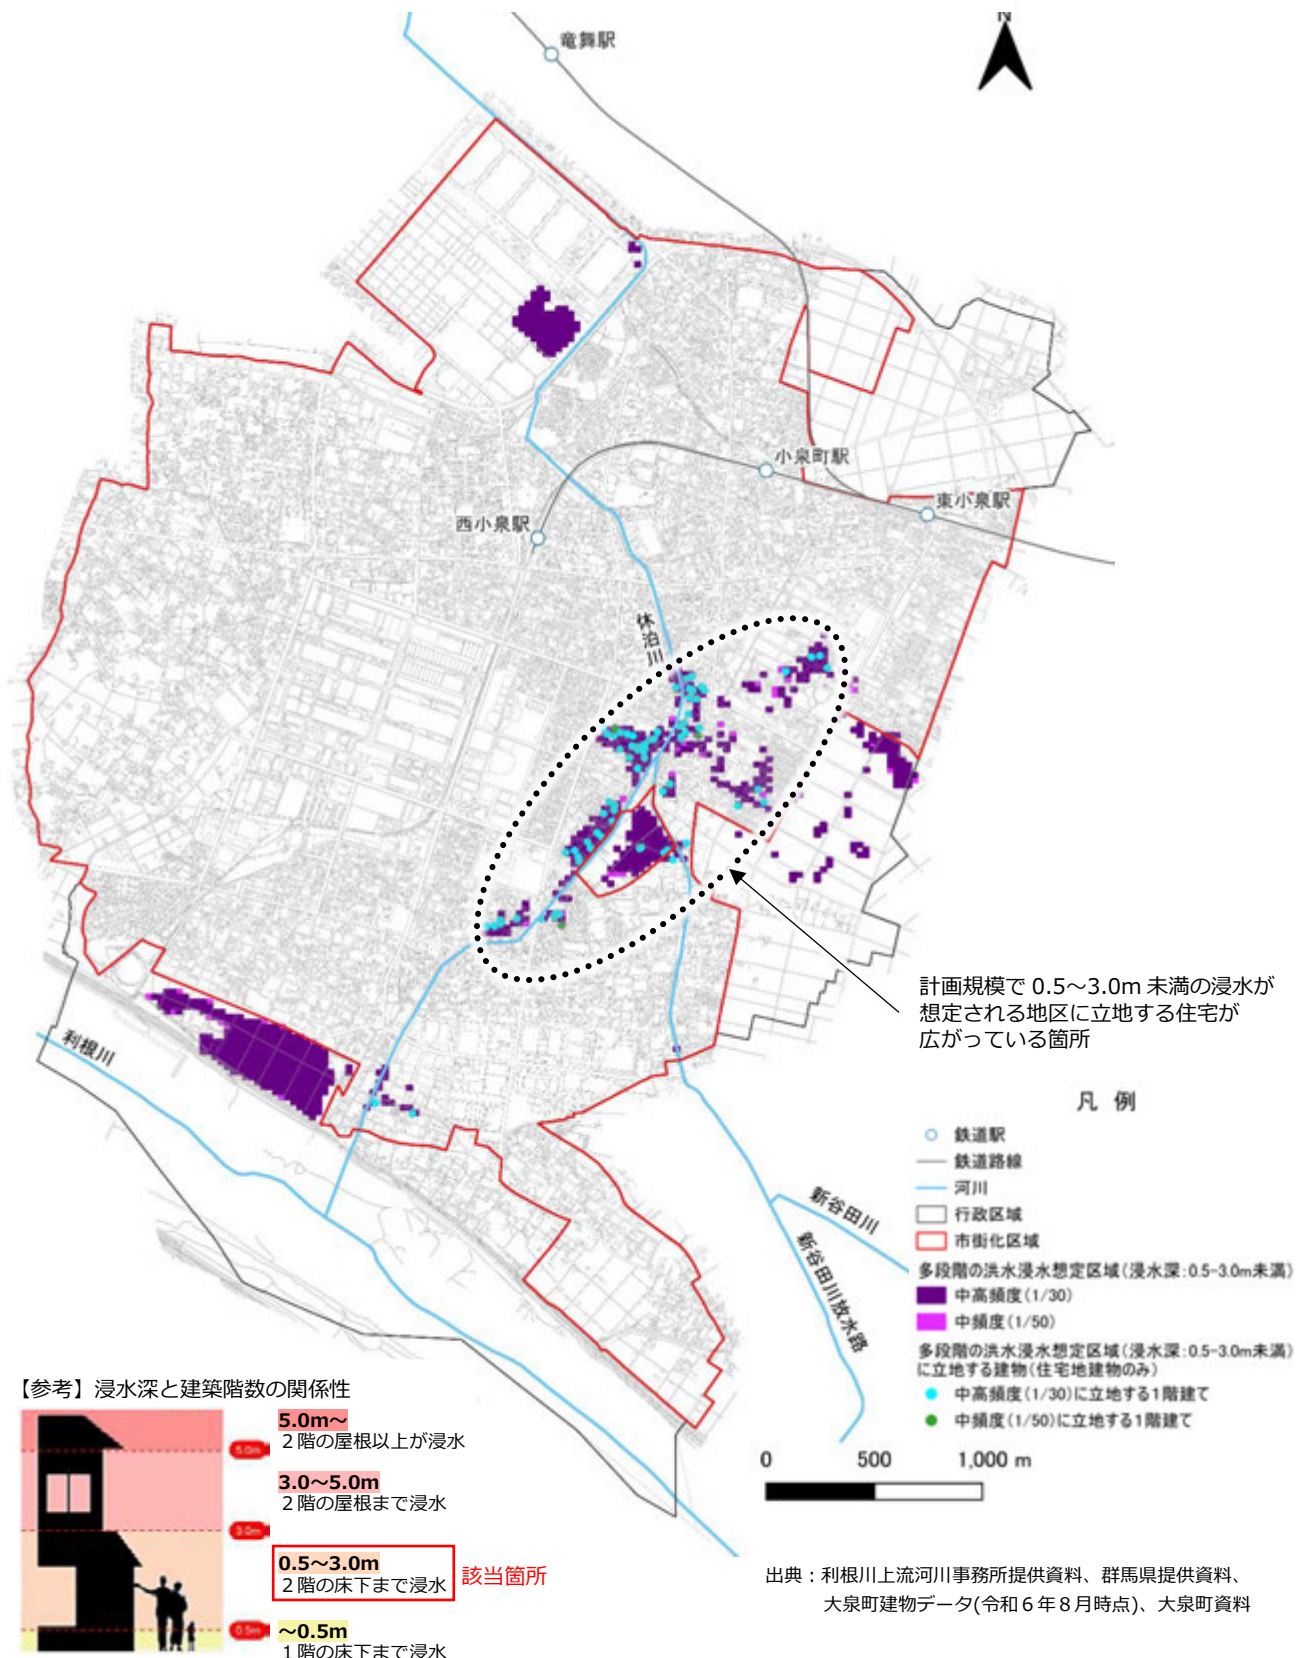 N
竜舞駅
小泉町駅
東小泉駅
西小泉駅
休泊川
計画規模で 0.5～3.0m 未満の浸水が
想定される地区に立地する住宅が
広がっている箇所
利根川
新谷田川
新谷田川放水路
凡 例
鉄道駅
鉄道路線
河川
行政区域
市街化区域
多段階の洪水浸水想定区域(浸水深:0.5-3.0m未満)
中高頻度(1/30)
中頻度(1/50)
多段階の洪水浸水想定区域(浸水深:0.5-3.0m未満)
に立地する建物(住宅地建物のみ)
中高頻度(1/30)に立地する1階建て
中頻度(1/50)に立地する1階建て
0 500 1,000 m
【参考】浸水深と建築階数の関係性
5.0m～
２階の屋根以上が浸水
5.0m
3.0～5.0m
２階の屋根まで浸水
3.0m
0.5～3.0m
２階の床下まで浸水
該当箇所
0.5m
～0.5m
１階の床下まで浸水
出典：利根川上流河川事務所提供資料、群馬県提供資料、
大泉町建物データ(令和６年８月時点)、大泉町資料